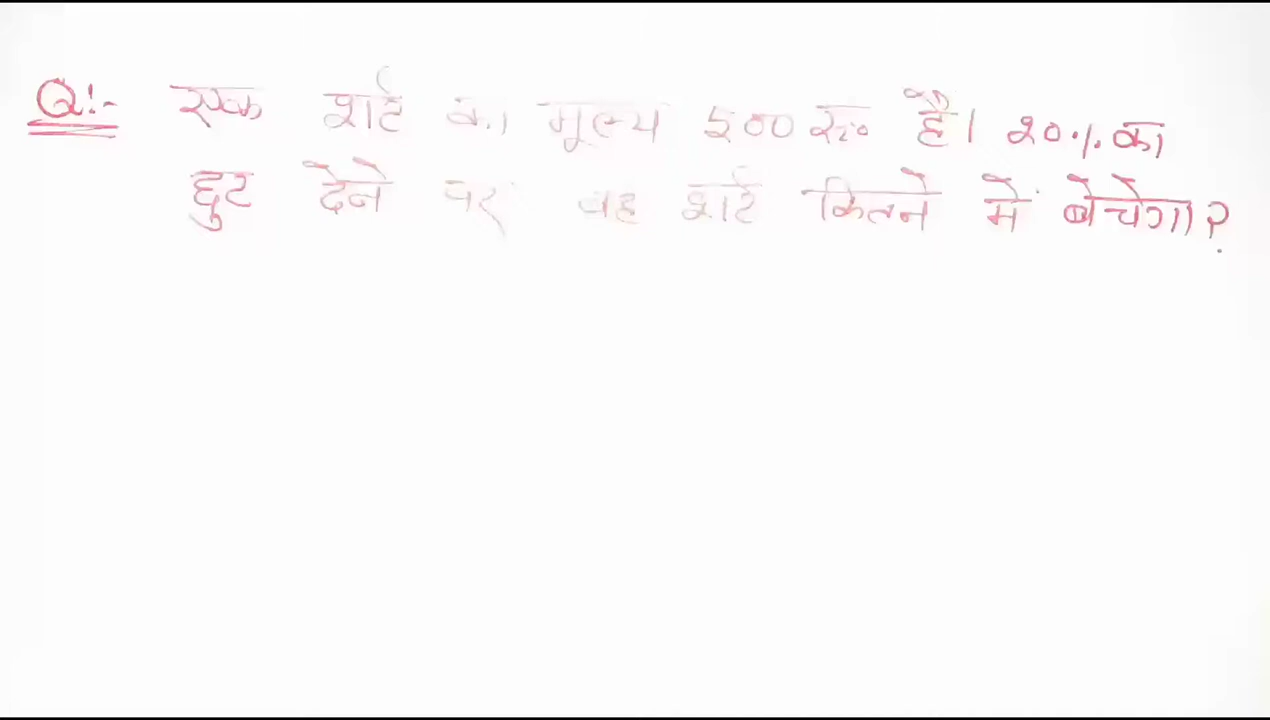 Q:- एक शर्ट का मूल्य 500 रु० है। 20% का
छुट देने पर वह शर्ट कितने में बेचेगा?